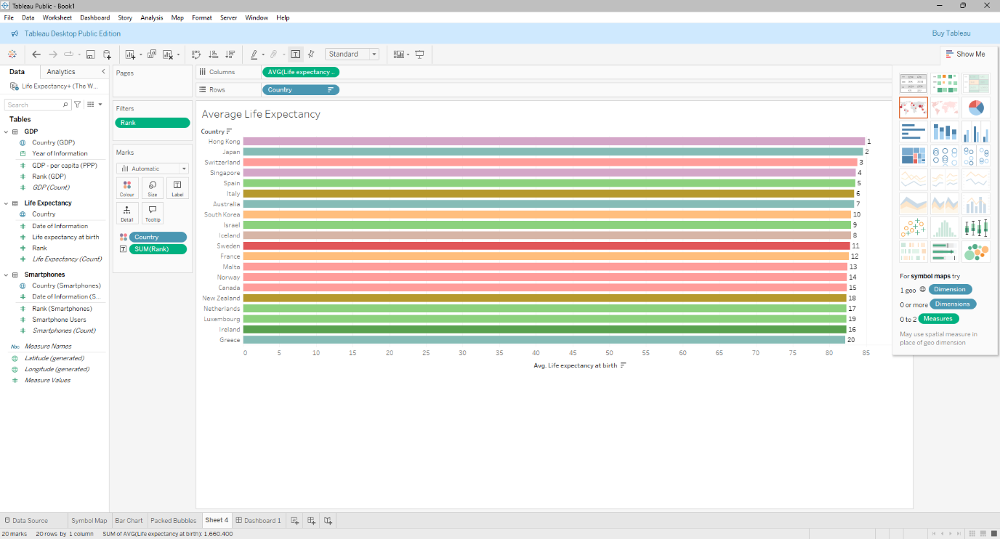 Tableau Public - Book1
File Data Worksheet Dashboard Story Analysis Map Format Server Window Help
Tableau Desktop Public Edition
Buy Tableau
Standard
Show Me
Data Analytics
Life Expectancy+ (The W...
Search
Tables
GDP
Country (GDP)
Year of Information
GDP - per capita (PPP)
Rank (GDP)
GDP (Count)
Life Expectancy
Country
Date of Information
Life expectancy at birth
Rank
Life Expectancy (Count)
Smartphones
Country (Smartphones)
Date of Information (S...
Rank (Smartphones)
Smartphone Users
Smartphones (Count)
Abc Measure Names
Latitude (generated)
Longitude (generated)
Measure Values
Pages
Filters
Rank
Marks
Automatic
Colour Size Label
Detail Tooltip
Country
SUM(Rank)
Columns AVG(Life expectancy ..
Rows Country
Average Life Expectancy
Country
Hong Kong 1
Japan 2
Switzerland 3
Singapore 4
Spain 5
Italy 6
Australia 7
South Korea 10
Israel 9
Iceland 8
Sweden 11
France 12
Malta 13
Norway 14
Canada 15
New Zealand 18
Netherlands 17
Luxembourg 19
Ireland 16
Greece 20
0 5 10 15 20 25 30 35 40 45 50 55 60 65 70 75 80 85
Avg. Life expectancy at birth
For symbol maps try
1 geo Dimension
0 or more Dimensions
0 to 2 Measures
May use spatial measure in
place of geo dimension
Data Source Symbol Map Bar Chart Packed Bubbles Sheet 4 Dashboard 1
20 marks 20 rows by 1 column SUM of AVG(Life expectancy at birth): 1,660.400